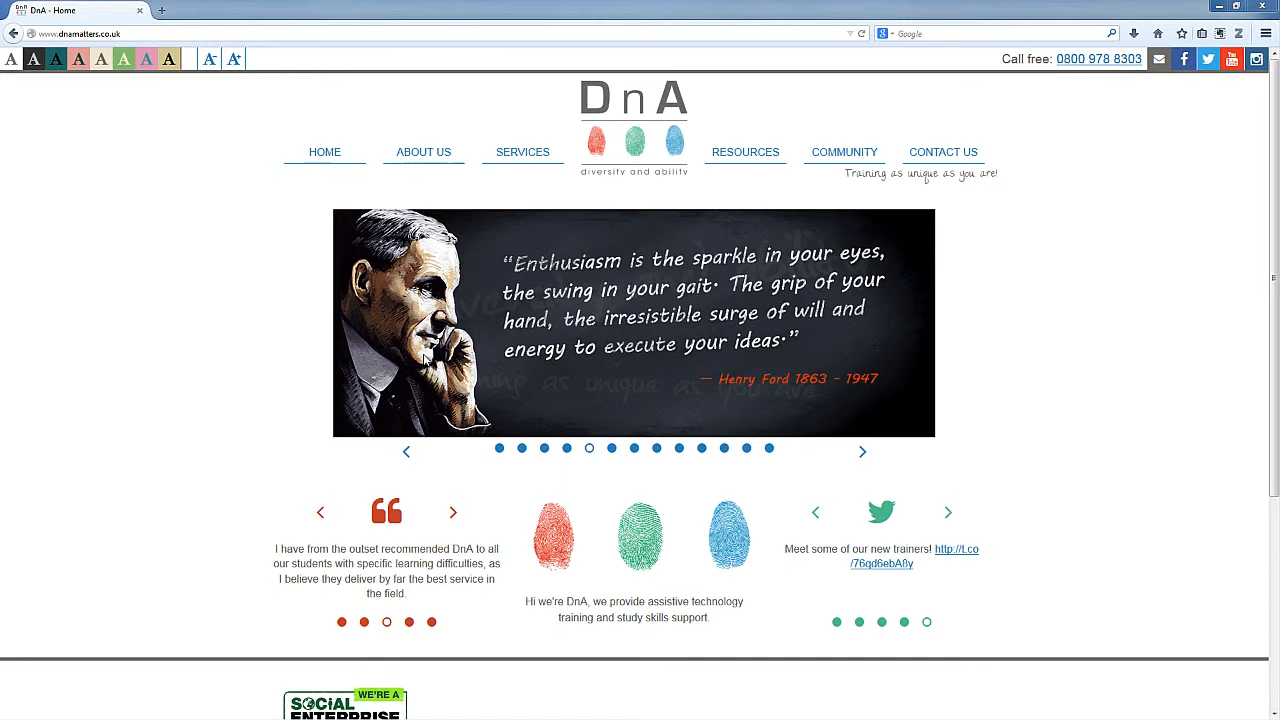 DnA - Home
www.dnamatters.co.uk
Google
A A A A A A A A A- A+
Call free: 0800 978 8303
DnA
diversity and ability
HOME
ABOUT US
SERVICES
RESOURCES
COMMUNITY
CONTACT US
Training as unique as you are!
“Enthusiasm is the sparkle in your eyes,
the swing in your gait. The grip of your
hand, the irresistible surge of will and
energy to execute your ideas.”
— Henry Ford 1863 - 1947
I have from the outset recommended DnA to all
our students with specific learning difficulties, as
I believe they deliver by far the best service in
the field.
Hi we're DnA, we provide assistive technology
training and study skills support.
Meet some of our new trainers! http://t.co
/76qd6ebA8y
WE'RE A
SOCIAL
ENTERPRISE